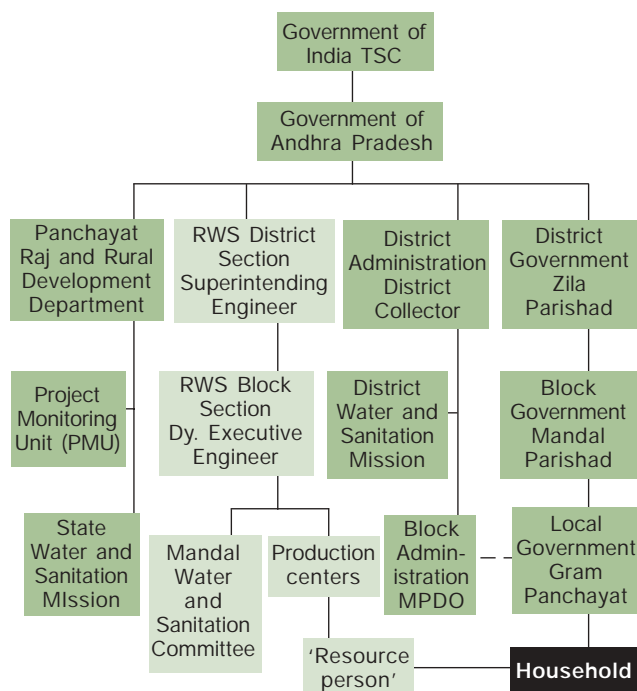 Government of
India TSC
Government of
Andhra Pradesh
Panchayat
Raj and Rural
Development
Department
RWS District
Section
Superintending
Engineer
District
Administration
District
Collector
District
Government
Zila
Parishad
Project
Monitoring
Unit (PMU)
RWS Block
Section
Dy. Executive
Engineer
District
Water and
Sanitation
Mission
Block
Government
Mandal
Parishad
State
Water and
Sanitation
MIssion
Mandal
Water
and
Sanitation
Committee
Production
centers
Block
Admin-
istration
MPDO
Local
Government
Gram
Panchayat
‘Resource
person’
Household